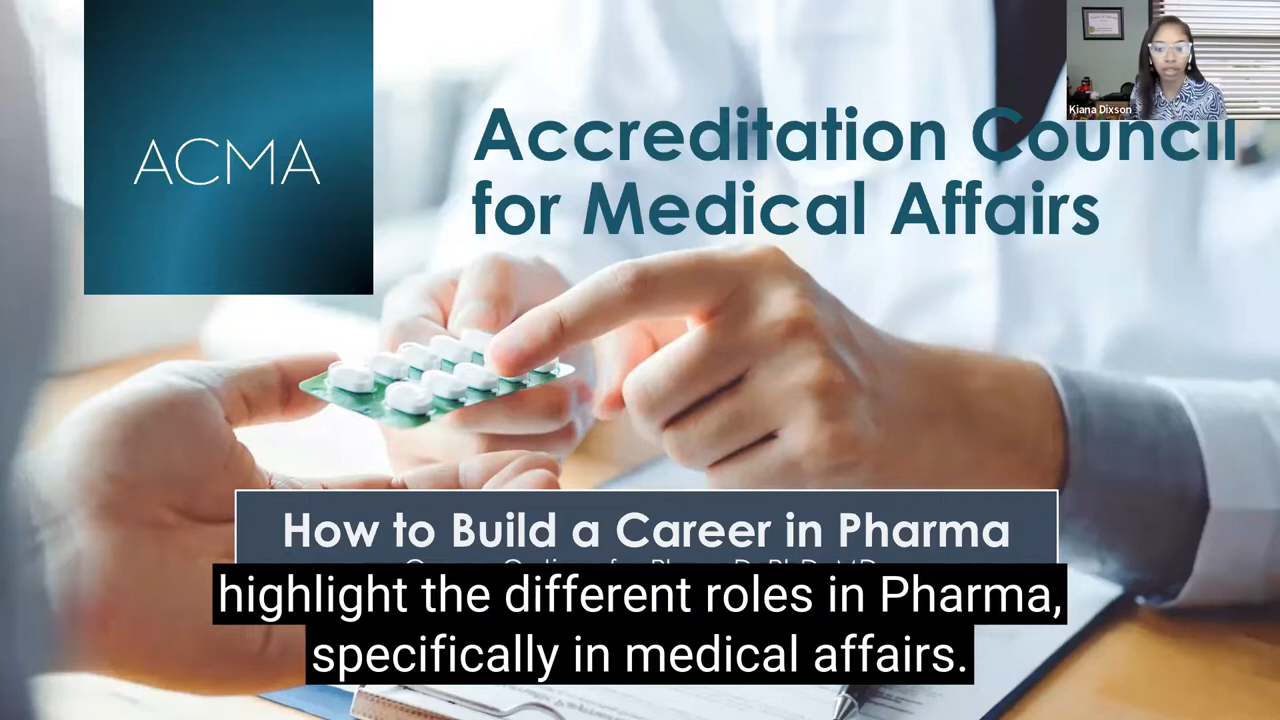 ACMA
Accreditation Council
for Medical Affairs
Kiana Dixson
How to Build a Career in Pharma
highlight the different roles in Pharma,
specifically in medical affairs.